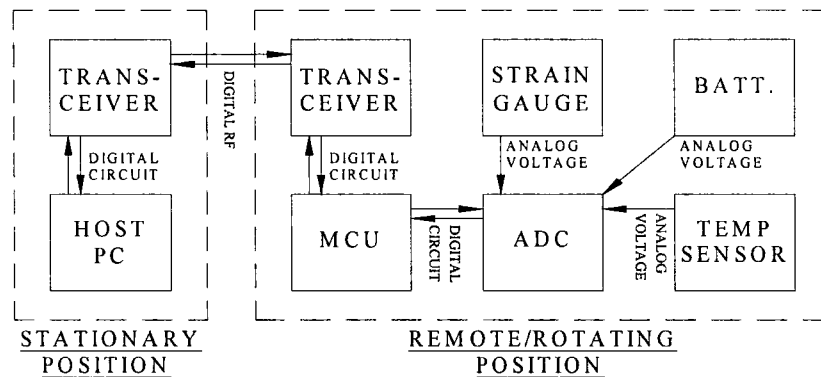 TRANS-
CEIVER
DIGITAL
CIRCUIT
HOST
PC
STATIONARY
POSITION
DIGITAL RF
TRANS-
CEIVER
DIGITAL
CIRCUIT
MCU
DIGITAL
CIRCUIT
STRAIN
GAUGE
ANALOG
VOLTAGE
ADC
BATT.
ANALOG
VOLTAGE
ANALOG
VOLTAGE
TEMP
SENSOR
REMOTE/ROTATING
POSITION